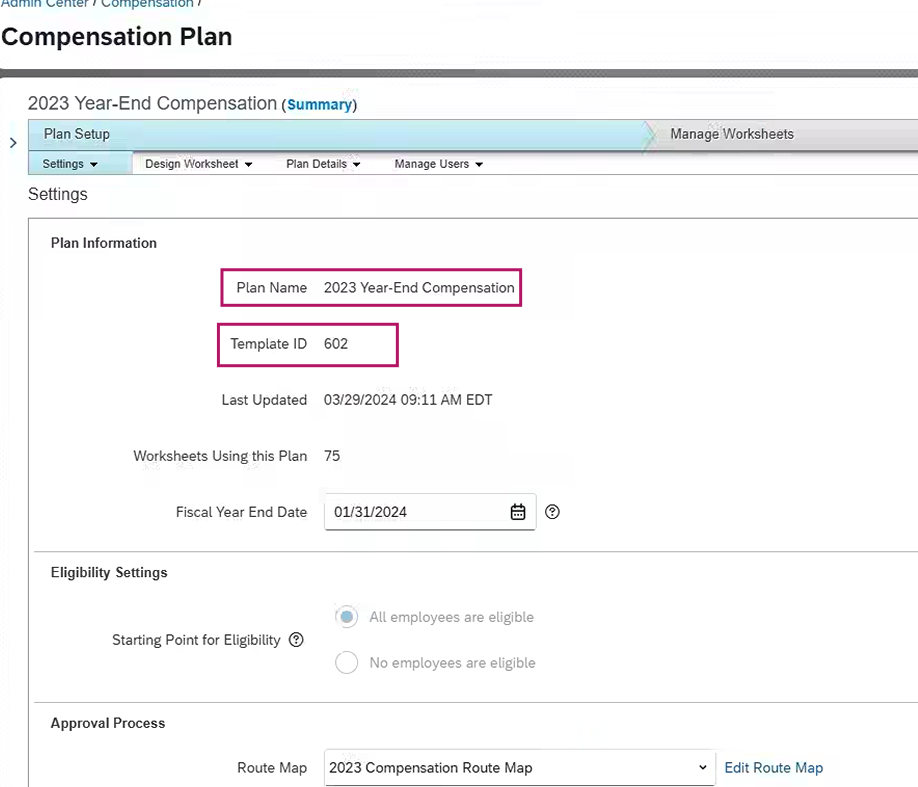 Admin Center / Compensation /
Compensation Plan
2023 Year-End Compensation (Summary)
Plan Setup Manage Worksheets
Settings Design Worksheet Plan Details Manage Users
Settings
Plan Information
Plan Name 2023 Year-End Compensation
Template ID 602
Last Updated 03/29/2024 09:11 AM EDT
Worksheets Using this Plan 75
Fiscal Year End Date 01/31/2024
Eligibility Settings
All employees are eligible
Starting Point for Eligibility
No employees are eligible
Approval Process
Route Map 2023 Compensation Route Map Edit Route Map